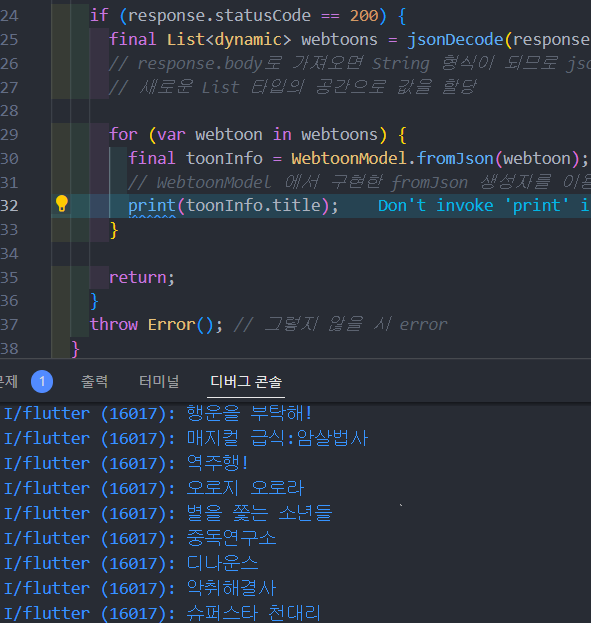 24 if (response.statusCode == 200) {
25 final List<dynamic> webtoons = jsonDecode(response
26 // response.body로 가져오면 String 형식이 되므로 jso
27 // 새로운 List 타입의 공간으로 값을 할당
28
29 for (var webtoon in webtoons) {
30 final toonInfo = WebtoonModel.fromJson(webtoon);
31 // WebtoonModel 에서 구현한 fromJson 생성자를 이용
32 print(toonInfo.title); Don't invoke 'print' i
33 }
34
35 return;
36 }
37 throw Error(); // 그렇지 않을 시 error
38 }
문제 1 출력 터미널 디버그 콘솔
I/flutter (16017): 행운을 부탁해!
I/flutter (16017): 매지컬 급식:암살법사
I/flutter (16017): 역주행!
I/flutter (16017): 오로지 오로라
I/flutter (16017): 별을 쫓는 소년들
I/flutter (16017): 중독연구소
I/flutter (16017): 디나운스
I/flutter (16017): 악취해결사
I/flutter (16017): 슈퍼스타 천대리